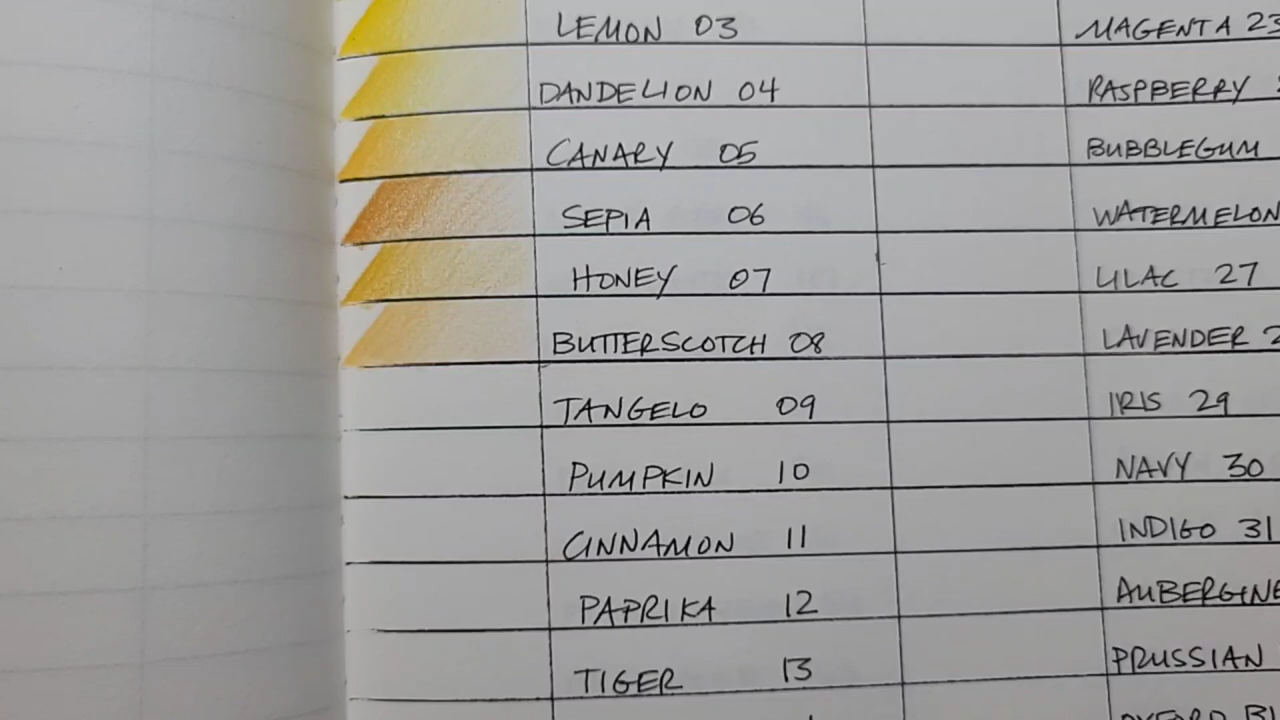 LEMON 03 MAGENTA 23
DANDELION 04 RASPBERRY
CANARY 05 BUBBLEGUM
SEPIA 06 WATERMELON
HONEY 07 LILAC 27
BUTTERSCOTCH 08 LAVENDER
TANGELO 09 IRIS 29
PUMPKIN 10 NAVY 30
CINNAMON 11 INDIGO 31
PAPRIKA 12 AUBERGINE
TIGER 13 PRUSSIAN